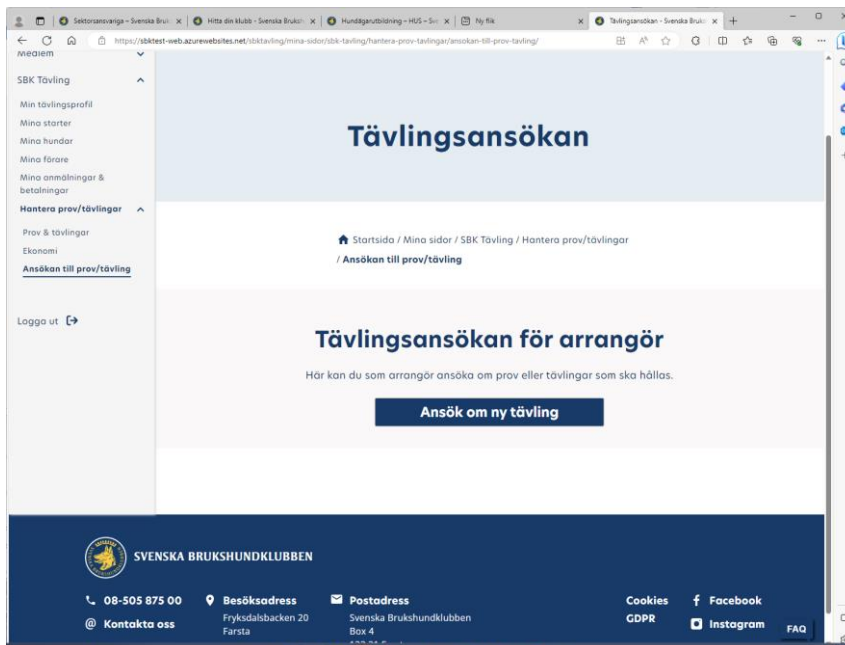 Sektorsansvariga – Svenska Bruk
Hitta din klubb - Svenska Bruksh
Hundägarutbildning – HUS – Sv
Ny flik
Tävlingsansökan - Svenska Bruk
https://sbktest-web.azurewebsites.net/sbktavling/mina-sidor/sbk-tavling/hantera-prov-tavlingar/ansokan-till-prov-tavling/
Medlem
SBK Tävling
Min tävlingsprofil
Mina starter
Mina hundar
Mina förare
Mina anmälningar &
betalningar
Hantera prov/tävlingar
Prov & tävlingar
Ekonomi
Ansökan till prov/tävling
Logga ut
Tävlingsansökan
Startsida / Mina sidor / SBK Tävling / Hantera prov/tävlingar
/ Ansökan till prov/tävling
Tävlingsansökan för arrangör
Här kan du som arrangör ansöka om prov eller tävlingar som ska hållas.
Ansök om ny tävling
SVENSKA BRUKSHUNDKLUBBEN
08-505 875 00
@ Kontakta oss
Besöksadress
Fryksdalsbacken 20
Farsta
Postadress
Svenska Brukshundklubben
Box 4
Cookies
GDPR
Facebook
Instagram
FAQ